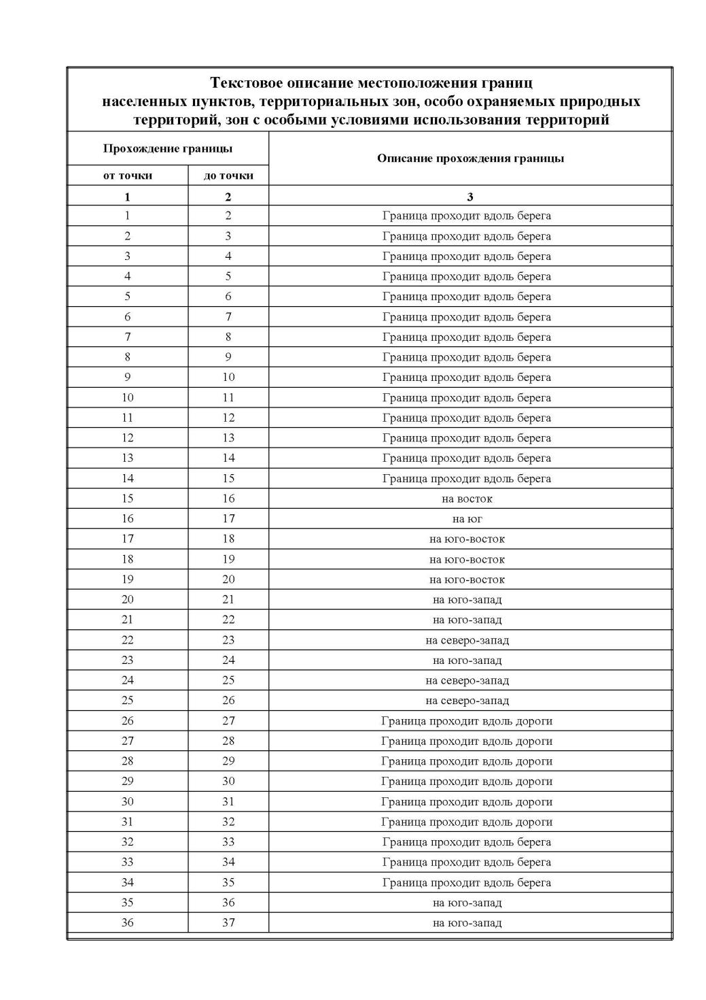 Текстовое описание местоположения границ
населенных пунктов, территориальных зон, особо охраняемых природных
территорий, зон с особыми условиями использования территорий
Прохождение границы
Описание прохождения границы
от точки до точки
1 2 3
1 2 Граница проходит вдоль берега
2 3 Граница проходит вдоль берега
3 4 Граница проходит вдоль берега
4 5 Граница проходит вдоль берега
5 6 Граница проходит вдоль берега
6 7 Граница проходит вдоль берега
7 8 Граница проходит вдоль берега
8 9 Граница проходит вдоль берега
9 10 Граница проходит вдоль берега
10 11 Граница проходит вдоль берега
11 12 Граница проходит вдоль берега
12 13 Граница проходит вдоль берега
13 14 Граница проходит вдоль берега
14 15 Граница проходит вдоль берега
15 16 на восток
16 17 на юг
17 18 на юго-восток
18 19 на юго-восток
19 20 на юго-восток
20 21 на юго-запад
21 22 на юго-запад
22 23 на северо-запад
23 24 на юго-запад
24 25 на северо-запад
25 26 на северо-запад
26 27 Граница проходит вдоль дороги
27 28 Граница проходит вдоль дороги
28 29 Граница проходит вдоль дороги
29 30 Граница проходит вдоль дороги
30 31 Граница проходит вдоль дороги
31 32 Граница проходит вдоль дороги
32 33 Граница проходит вдоль берега
33 34 Граница проходит вдоль берега
34 35 Граница проходит вдоль берега
35 36 на юго-запад
36 37 на юго-запад